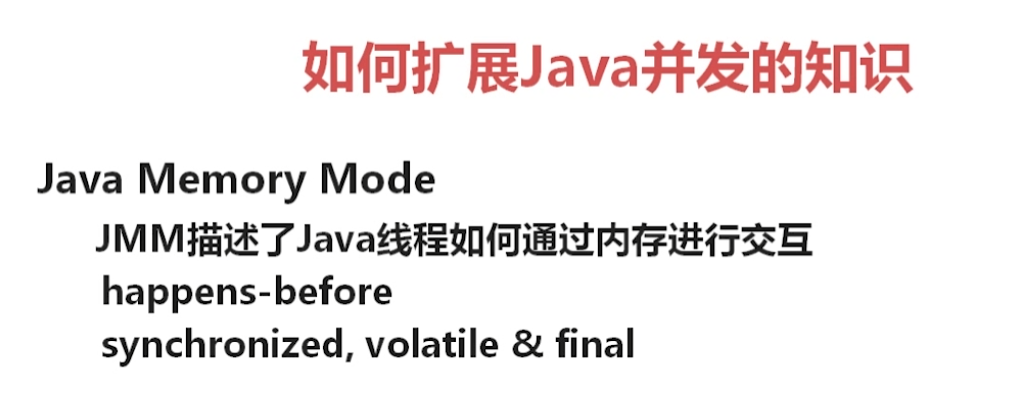 如何扩展Java并发的知识
Java Memory Mode
JMM描述了Java线程如何通过内存进行交互
happens-before
synchronized, volatile & final